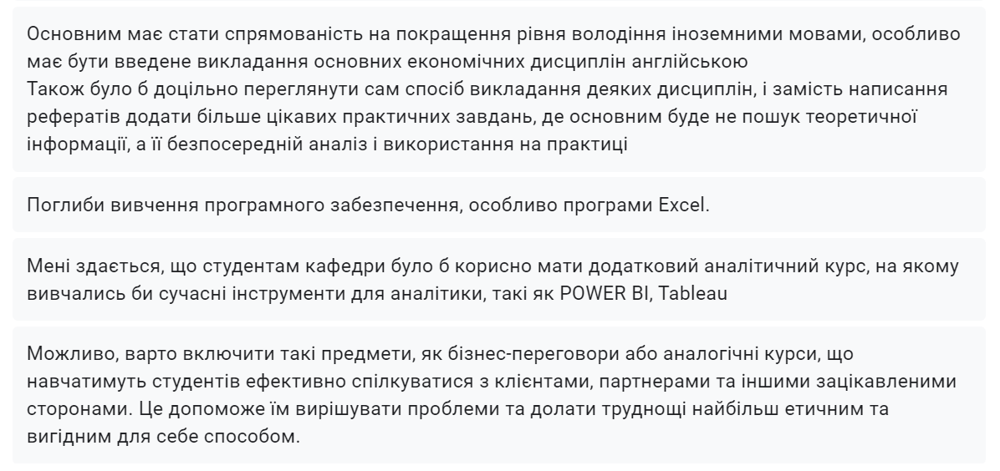 Основним має стати спрямованість на покращення рівня володіння іноземними мовами, особливо
має бути введене викладання основних економічних дисциплін англійською
Також було б доцільно переглянути сам спосіб викладання деяких дисциплін, і замість написання
рефератів додати більше цікавих практичних завдань, де основним буде не пошук теоретичної
інформації, а її безпосередній аналіз і використання на практиці
Поглиби вивчення програмного забезпечення, особливо програми Excel.
Мені здається, що студентам кафедри було б корисно мати додатковий аналітичний курс, на якому
вивчались би сучасні інструменти для аналітики, такі як POWER BI, Tableau
Можливо, варто включити такі предмети, як бізнес-переговори або аналогічні курси, що
навчатимуть студентів ефективно спілкуватися з клієнтами, партнерами та іншими зацікавленими
сторонами. Це допоможе їм вирішувати проблеми та долати труднощі найбільш етичним та
вигідним для себе способом.